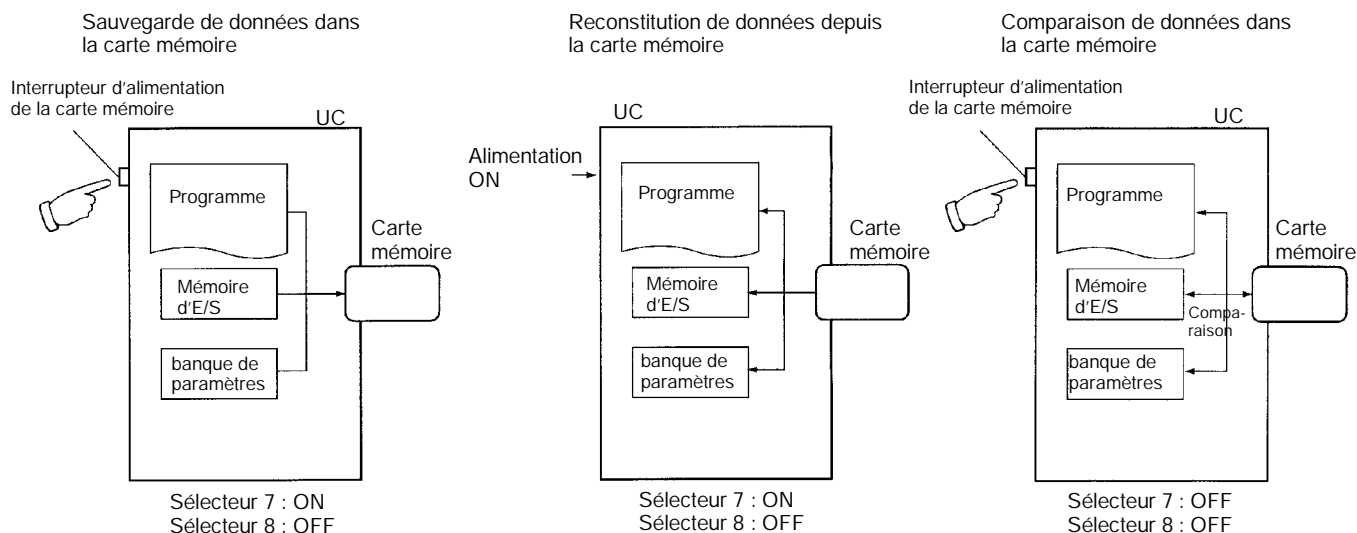 Sauvegarde de données dans
la carte mémoire
Interrupteur d'alimentation
de la carte mémoire
UC
Programme
Carte
mémoire
Mémoire
d'E/S
banque de
paramètres
Sélecteur 7 : ON
Sélecteur 8 : OFF
Reconstitution de données depuis
la carte mémoire
UC
Alimentation
ON
Programme
Carte
mémoire
Mémoire
d'E/S
banque de
paramètres
Sélecteur 7 : ON
Sélecteur 8 : OFF
Comparaison de données dans
la carte mémoire
Interrupteur d'alimentation
de la carte mémoire
UC
Programme
Carte
mémoire
Mémoire
d'E/S
Compa-
raison
banque de
paramètres
Sélecteur 7 : OFF
Sélecteur 8 : OFF